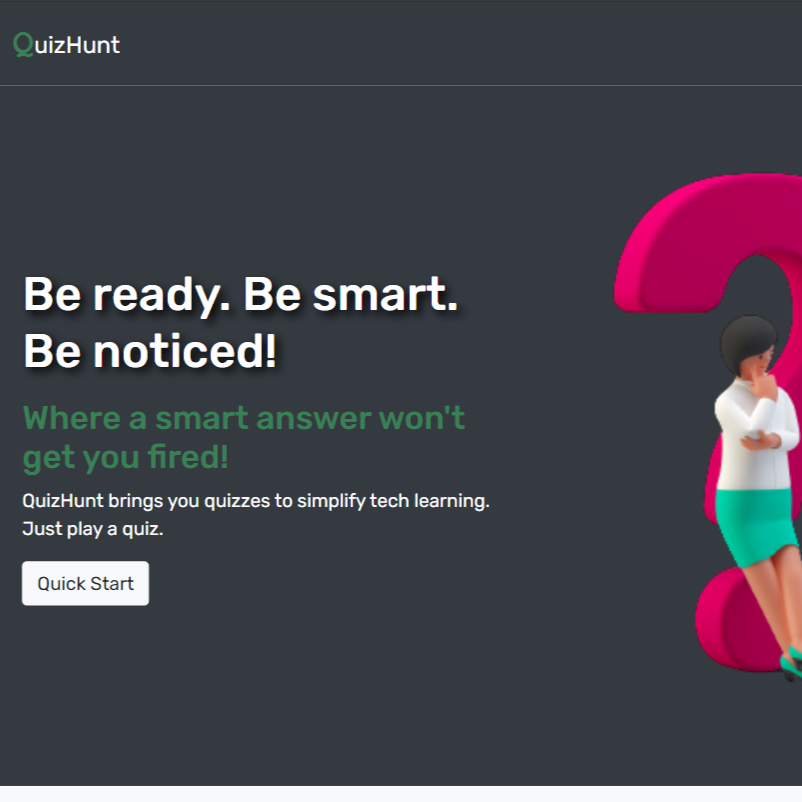 QuizHunt
Be ready. Be smart.
Be noticed!
Where a smart answer won't
get you fired!
QuizHunt brings you quizzes to simplify tech learning.
Just play a quiz.
Quick Start